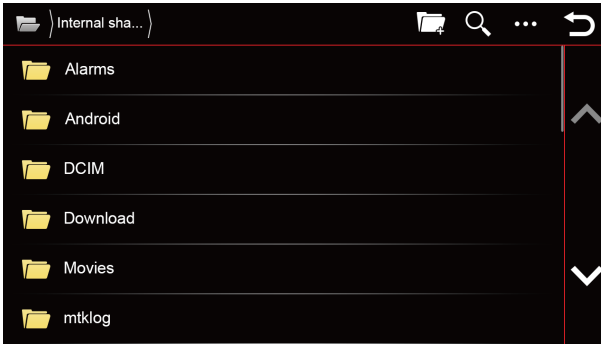 Internal sha...
Alarms
Android
DCIM
Download
Movies
mtklog